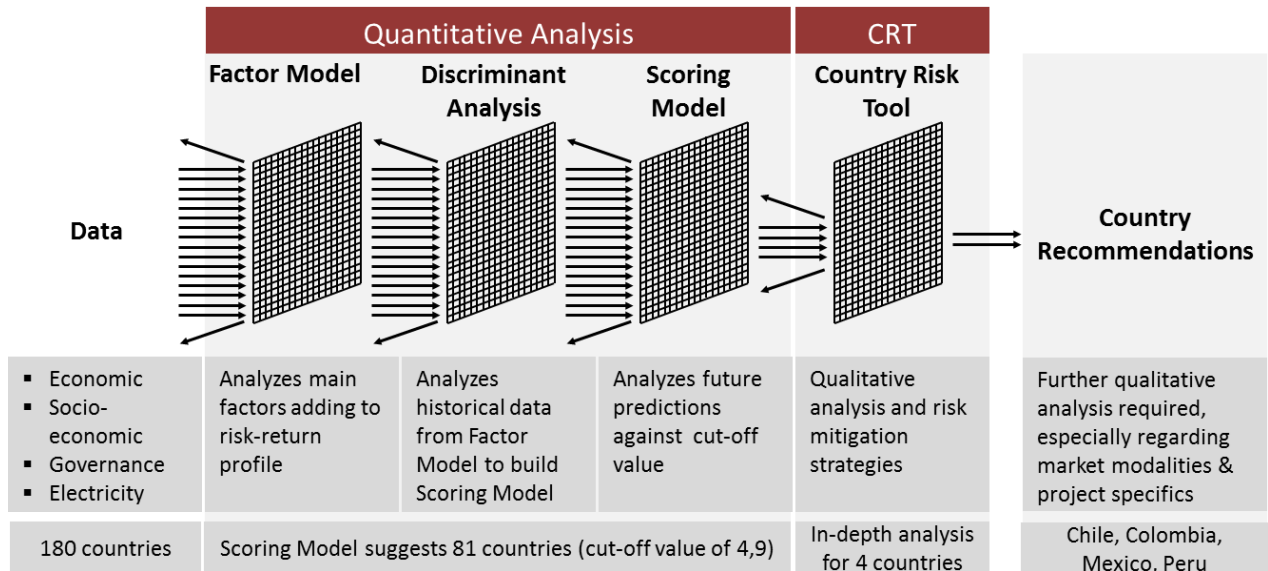 Quantitative Analysis
CRT
Factor Model
Discriminant
Analysis
Scoring
Model
Country Risk
Tool
Data
Country
Recommendations
▪ Economic
▪ Socio-
economic
▪ Governance
▪ Electricity
Analyzes main
factors adding to
risk-return
profile
Analyzes
historical data
from Factor
Model to build
Scoring Model
Analyzes future
predictions
against cut-off
value
Qualitative
analysis and risk
mitigation
strategies
Further qualitative
analysis required,
especially regarding
market modalities &
project specifics
180 countries
Scoring Model suggests 81 countries (cut-off value of 4,9)
In-depth analysis
for 4 countries
Chile, Colombia,
Mexico, Peru